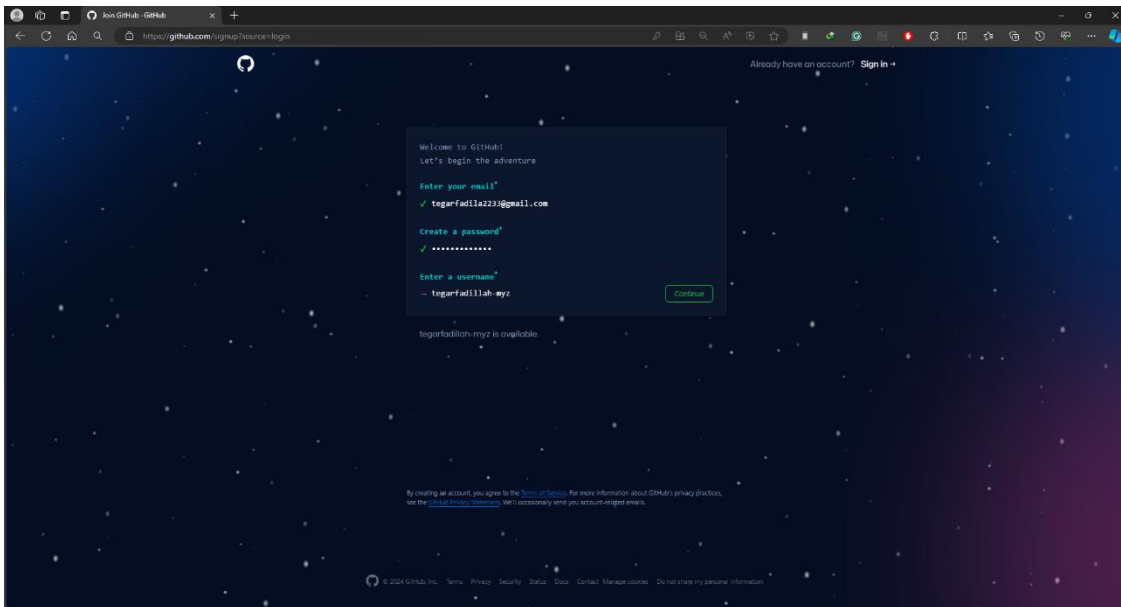 Join GitHub · GitHub
https://github.com/signup?source=login
Already have an account? Sign in →
Welcome to GitHub!
Let's begin the adventure
Enter your email*
✓ tegarfadila2233@gmail.com
Create a password*
✓ •••••••••••••
Enter a username*
→ tegarfadillah-myz
Continue
tegarfadillah-myz is available.
By creating an account, you agree to the Terms of Service. For more information about GitHub's privacy practices,
see the GitHub Privacy Statement. We'll occasionally send you account-related emails.
© 2024 GitHub, Inc. Terms Privacy Security Status Docs Contact Manage cookies Do not share my personal information